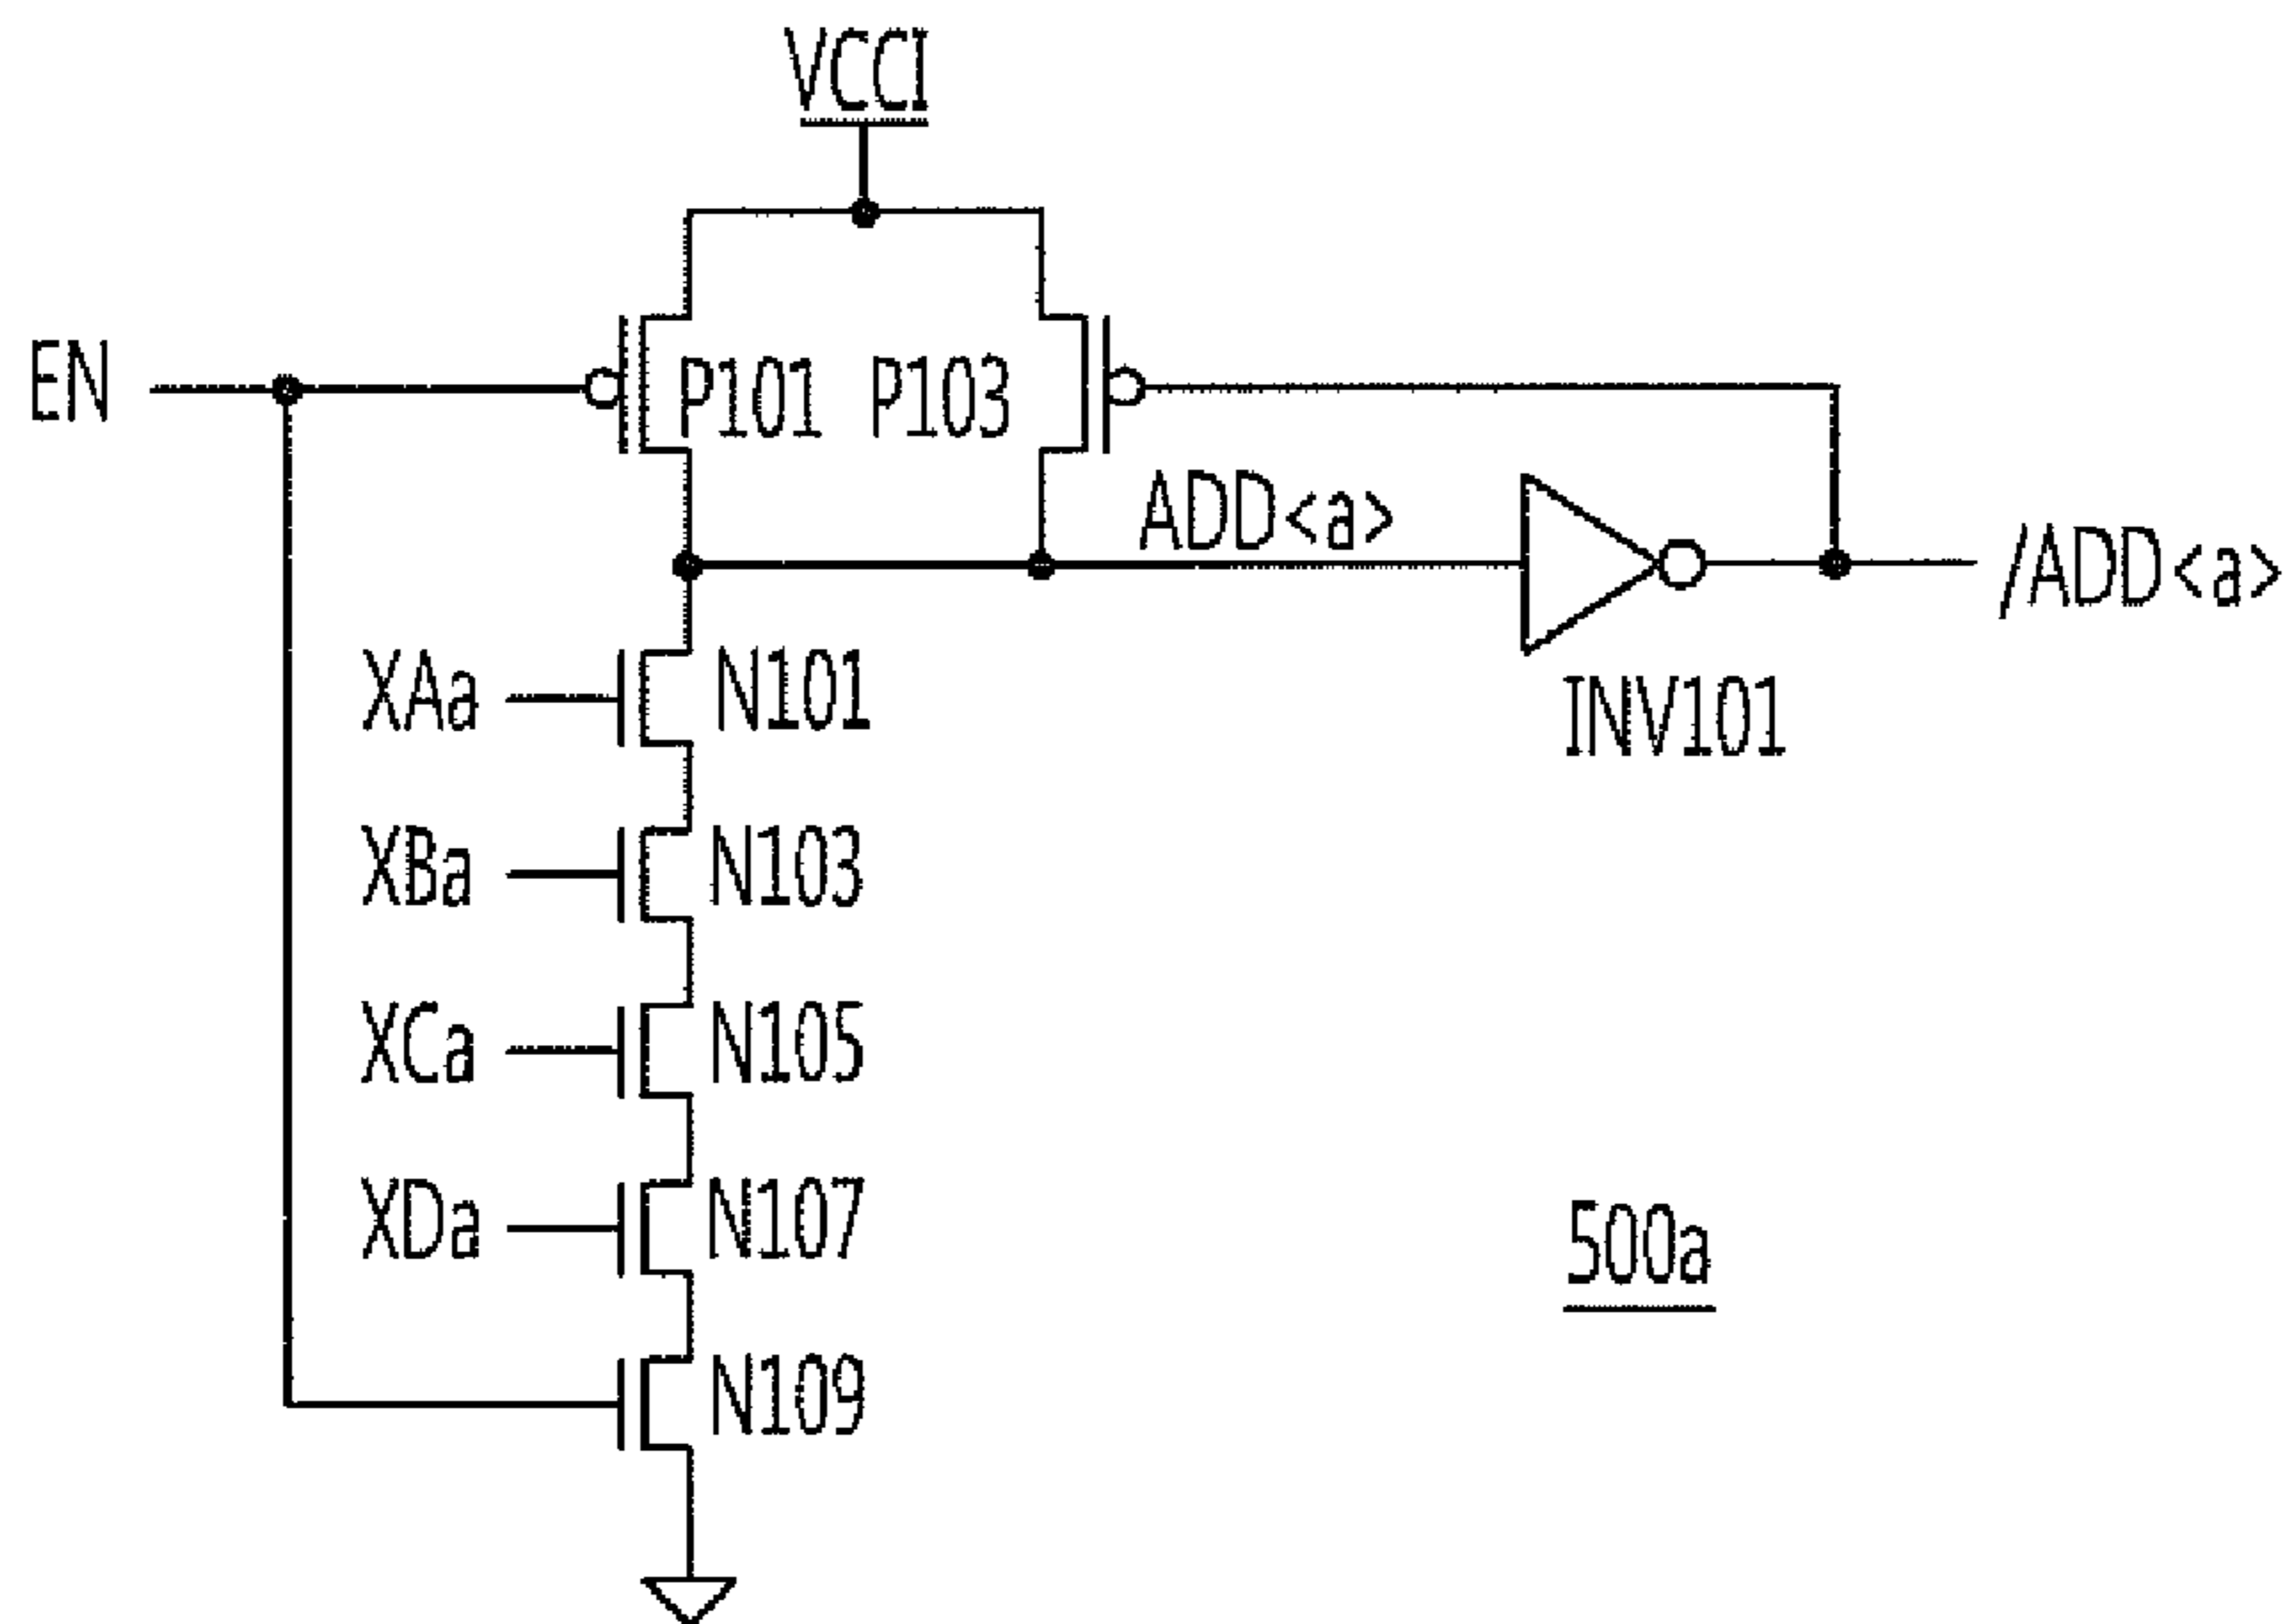 VCCI
EN
P101 P103
ADD<a>
/ADD<a>
XAa N101
INV101
XBa N103
XCa N105
XDa N107
500a
N109